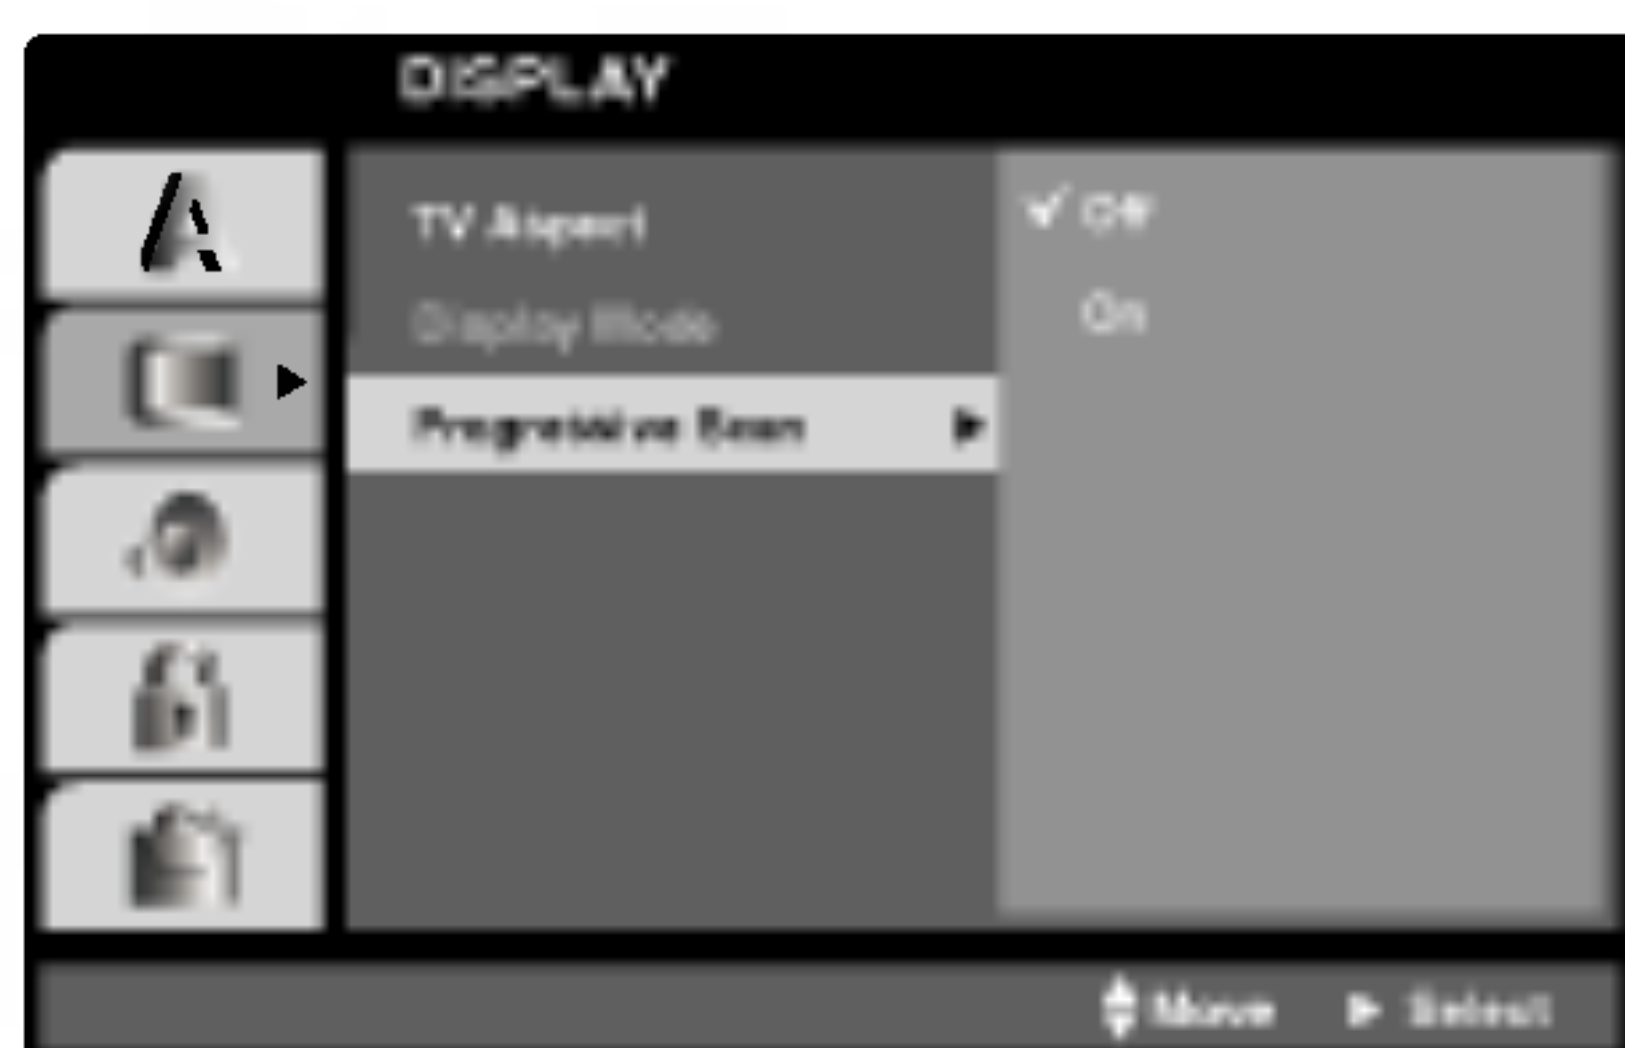 DISPLAY
A
TV Aspect
Display Mode
Progressive Scan
✓ Off
On
Move
Select